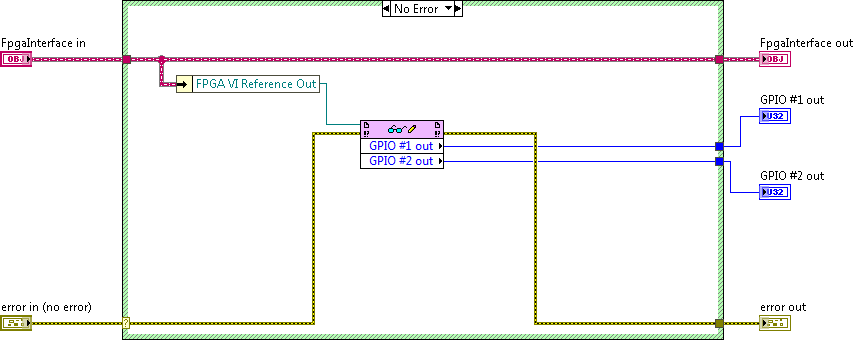 No Error
FpgaInterface in
OBJ
FPGA VI Reference Out
GPIO #1 out
GPIO #2 out
FpgaInterface out
OBJ
GPIO #1 out
U32
GPIO #2 out
U32
error in (no error)
?
error out